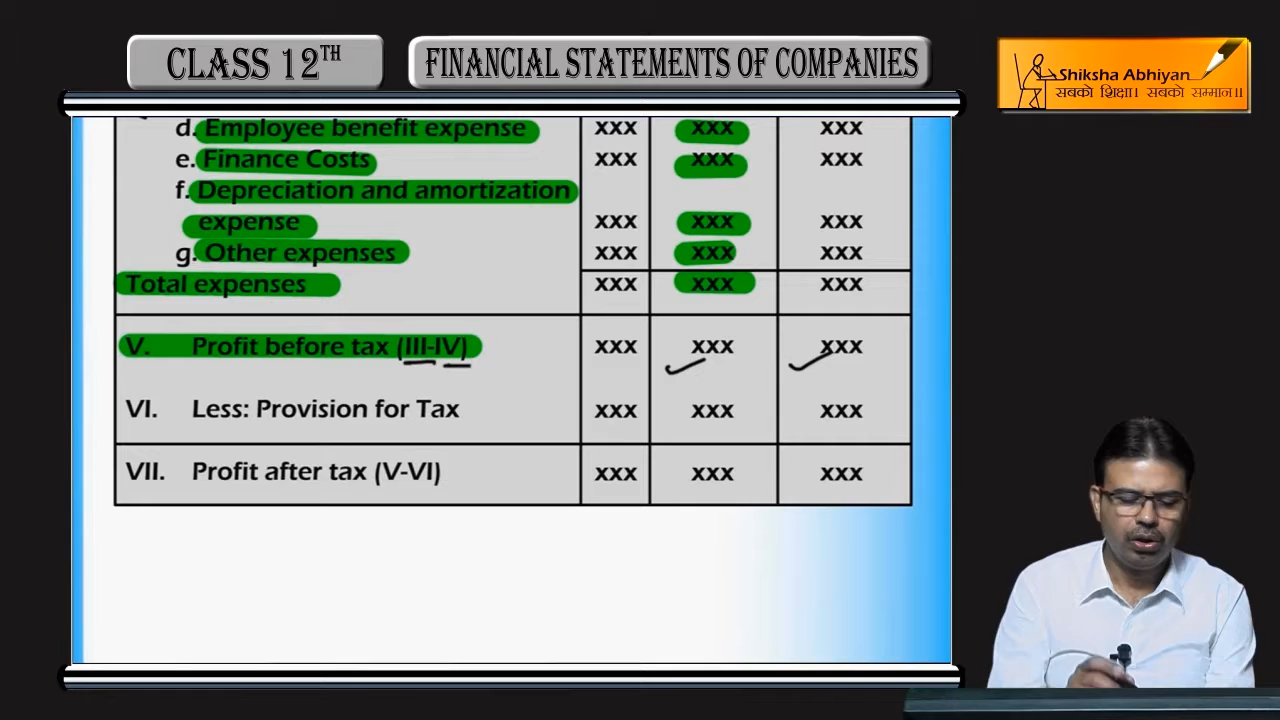 CLASS 12TH
FINANCIAL STATEMENTS OF COMPANIES
Shiksha Abhiyan
सबको शिक्षा। सबको सम्मान।।
d. Employee benefit expense xxx xxx xxx
e. Finance Costs xxx xxx xxx
f. Depreciation and amortization
expense xxx xxx xxx
g. Other expenses xxx xxx xxx
Total expenses xxx xxx xxx
V. Profit before tax (III-IV) xxx xxx xxx
VI. Less: Provision for Tax xxx xxx xxx
VII. Profit after tax (V-VI) xxx xxx xxx